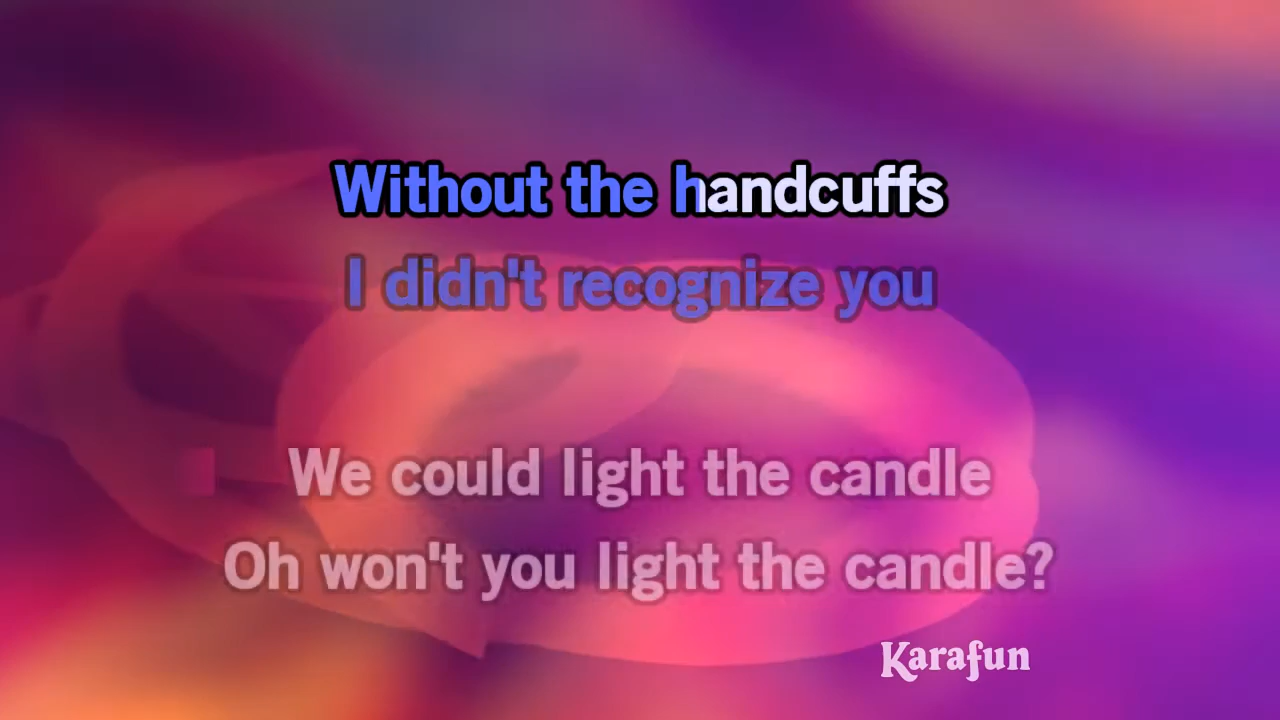 Without the handcuffs
I didn't recognize you
We could light the candle
Oh won't you light the candle?
Karafun